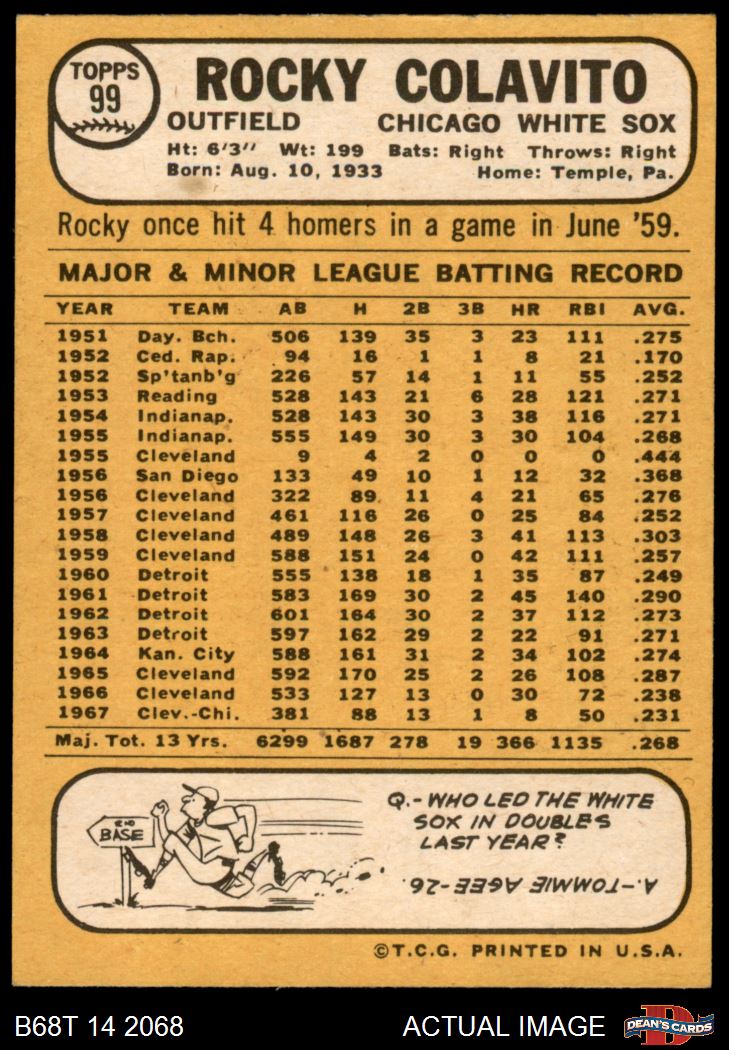 TOPPS
99
ROCKY COLAVITO
OUTFIELD CHICAGO WHITE SOX
Ht: 6'3" Wt: 199 Bats: Right Throws: Right
Born: Aug. 10, 1933 Home: Temple, Pa.
Rocky once hit 4 homers in a game in June '59.
MAJOR & MINOR LEAGUE BATTING RECORD
YEAR TEAM AB H 2B 3B HR RBI AVG.
1951 Day. Bch. 506 139 35 3 23 111 .275
1952 Ced. Rap. 94 16 1 1 8 21 .170
1952 Sp'tanb'g 226 57 14 1 11 55 .252
1953 Reading 528 143 21 6 28 121 .271
1954 Indianap. 528 143 30 3 38 116 .271
1955 Indianap. 555 149 30 3 30 104 .268
1955 Cleveland 9 4 2 0 0 0 .444
1956 San Diego 133 49 10 1 12 32 .368
1956 Cleveland 322 89 11 4 21 65 .276
1957 Cleveland 461 116 26 0 25 84 .252
1958 Cleveland 489 148 26 3 41 113 .303
1959 Cleveland 588 151 24 0 42 111 .257
1960 Detroit 555 138 18 1 35 87 .249
1961 Detroit 583 169 30 2 45 140 .290
1962 Detroit 601 164 30 2 37 112 .273
1963 Detroit 597 162 29 2 22 91 .271
1964 Kan. City 588 161 31 2 34 102 .274
1965 Cleveland 592 170 25 2 26 108 .287
1966 Cleveland 533 127 13 0 30 72 .238
1967 Clev.-Chi. 381 88 13 1 8 50 .231
Maj. Tot. 13 Yrs. 6299 1687 278 19 366 1135 .268
2ND
BASE
Q.- WHO LED THE WHITE
SOX IN DOUBLES
LAST YEAR?
A.-TOMMIE AGEE-26.
©T.C.G. PRINTED IN U.S.A.
B68T 14 2068 ACTUAL IMAGE
D
DEAN'S CARDS